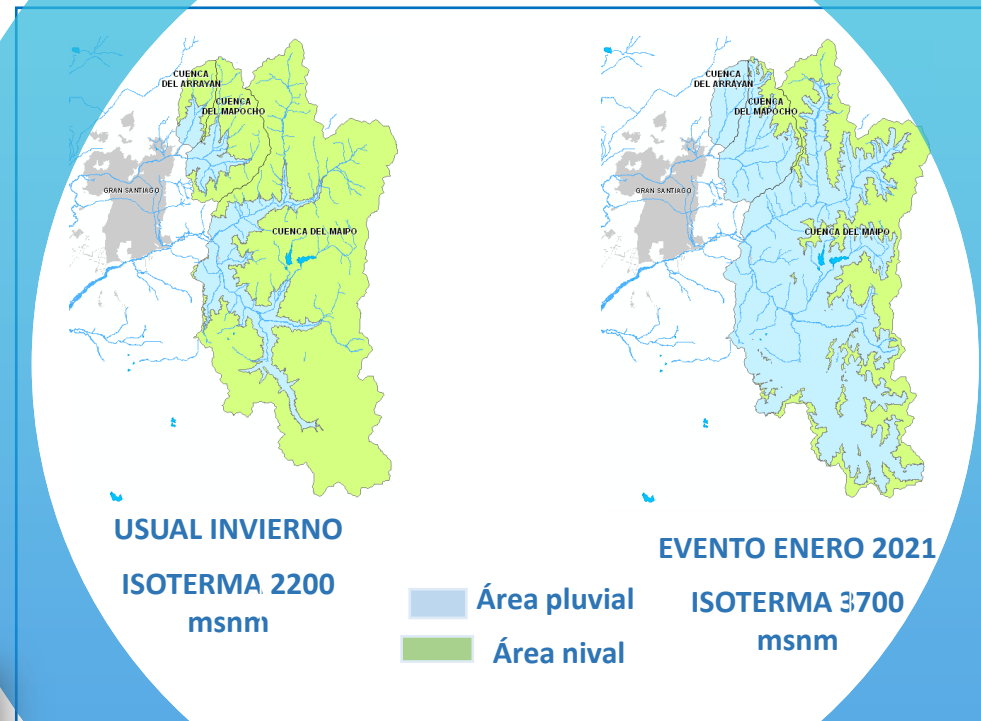 CUENCA
DEL ARRAYAN
CUENCA
DEL MAPOCHO
GRAN SANTIAGO
CUENCA DEL MAIPO
USUAL INVIERNO
ISOTERMA 2200
msnm
CUENCA
DEL ARRAYAN
CUENCA
DEL MAPOCHO
GRAN SANTIAGO
CUENCA DEL MAIPO
EVENTO ENERO 2021
ISOTERMA 3700
msnm
Área pluvial
Área nival